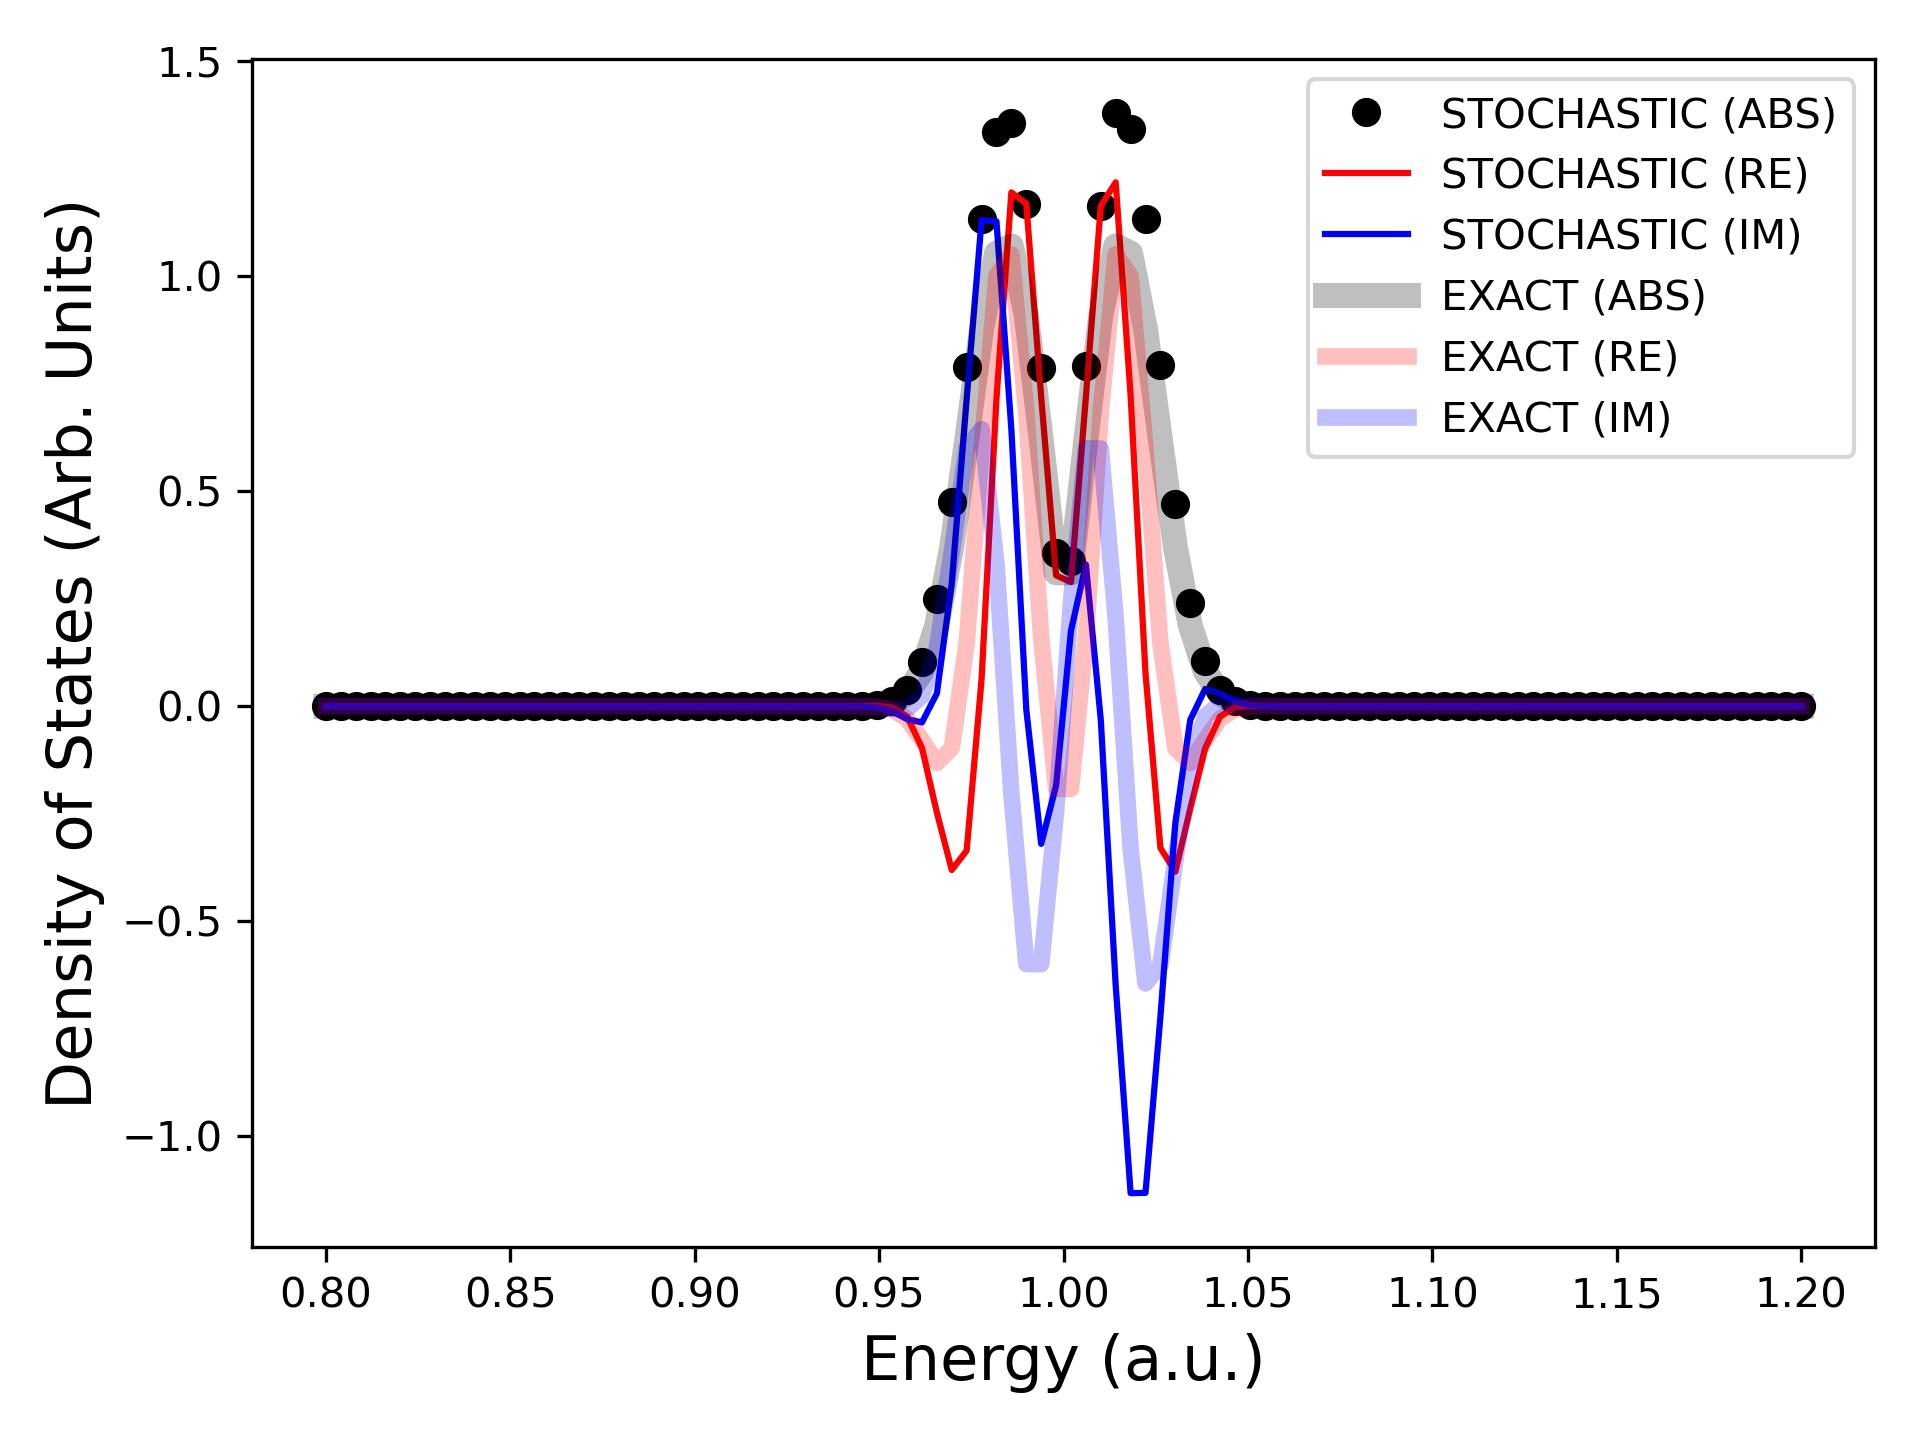 1.5
1.0
0.5
0.0
−0.5
−1.0
Density of States (Arb. Units)
STOCHASTIC (ABS)
STOCHASTIC (RE)
STOCHASTIC (IM)
EXACT (ABS)
EXACT (RE)
EXACT (IM)
0.80 0.85 0.90 0.95 1.00 1.05 1.10 1.15 1.20
Energy (a.u.)